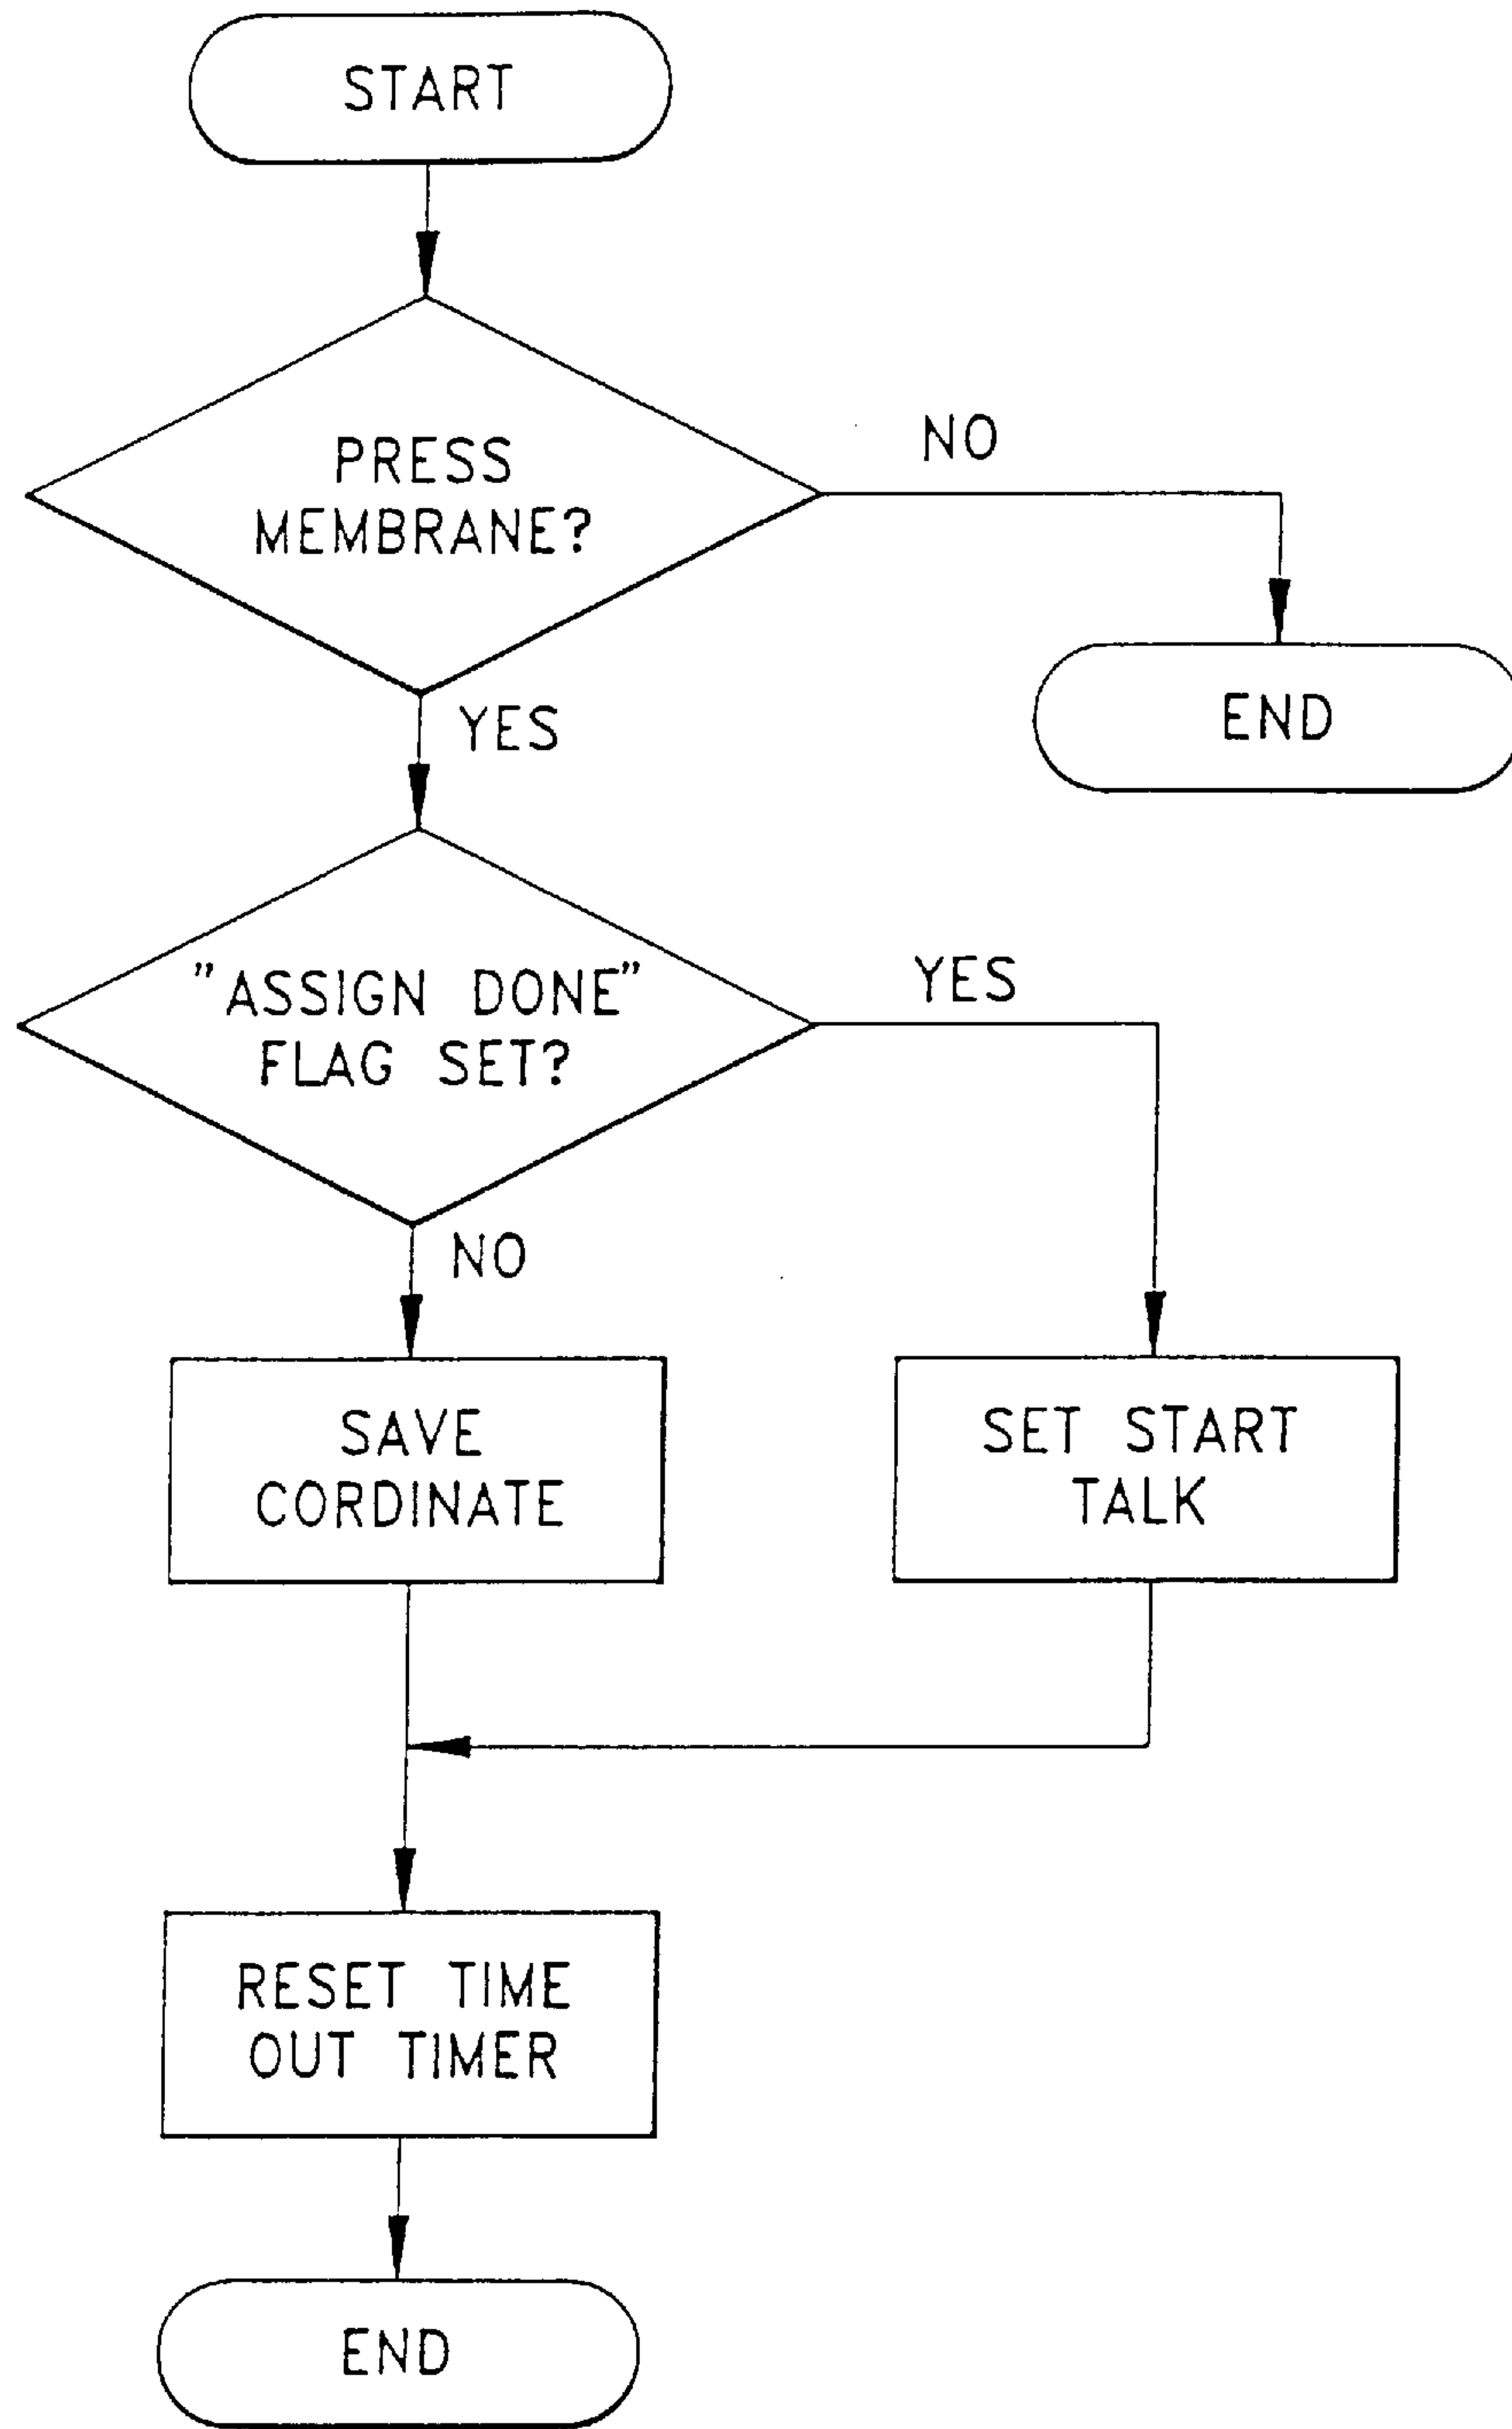 START
PRESS
MEMBRANE?
NO
END
YES
"ASSIGN DONE"
FLAG SET?
YES
NO
SAVE
CORDINATE
SET START
TALK
RESET TIME
OUT TIMER
END